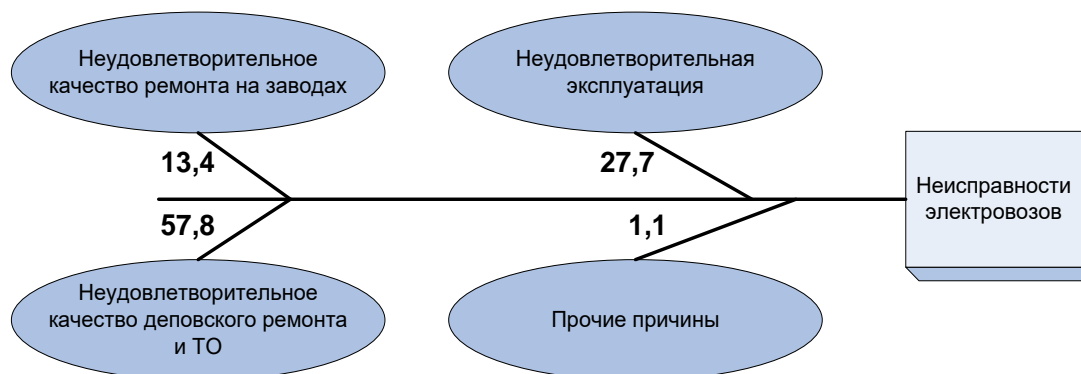 Неудовлетворительное
качество ремонта на заводах
Неудовлетворительная
эксплуатация
13,4
27,7
Неисправности
электровозов
57,8
1,1
Неудовлетворительное
качество деповского ремонта
и ТО
Прочие причины